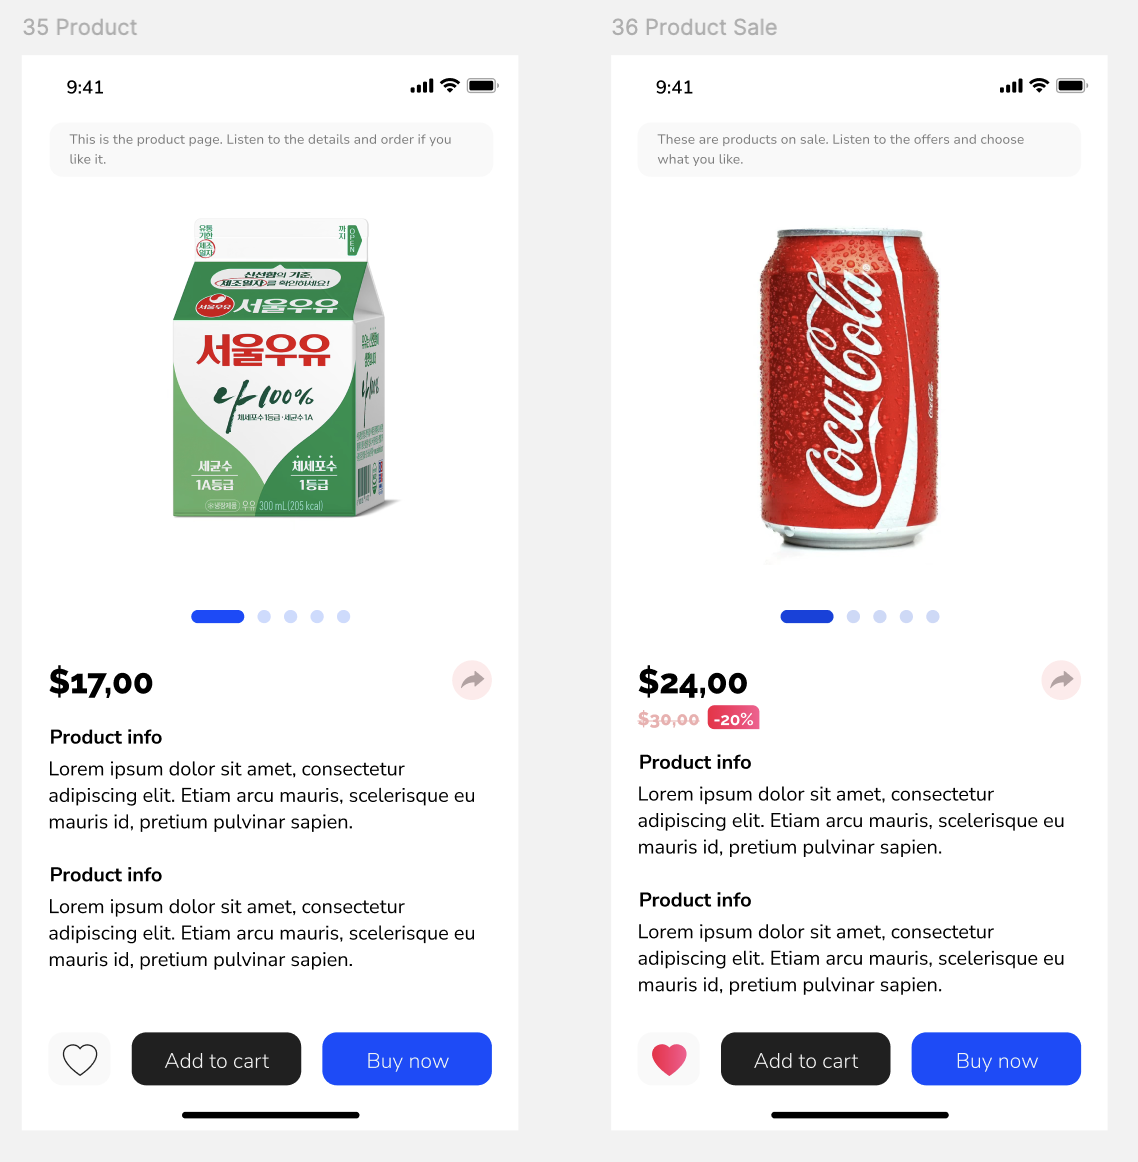 35 Product
9:41
This is the product page. Listen to the details and order if you
like it.
유통
기한
제조
일자
까
지
OPEN
신선함의 기준,
제조일자를 확인하세요!
서울우유
서울우유
서울우유
나100%
체세포수1등급·세균수1A
세균수
1A등급
체세포수
1등급
냉장제품
우유 300 mL(205 kcal)
$17,00
Product info
Lorem ipsum dolor sit amet, consectetur
adipiscing elit. Etiam arcu mauris, scelerisque eu
mauris id, pretium pulvinar sapien.
Product info
Lorem ipsum dolor sit amet, consectetur
adipiscing elit. Etiam arcu mauris, scelerisque eu
mauris id, pretium pulvinar sapien.
Add to cart
Buy now
36 Product Sale
9:41
These are products on sale. Listen to the offers and choose
what you like.
Coca-Cola
$24,00
$30,00 -20%
Product info
Lorem ipsum dolor sit amet, consectetur
adipiscing elit. Etiam arcu mauris, scelerisque eu
mauris id, pretium pulvinar sapien.
Product info
Lorem ipsum dolor sit amet, consectetur
adipiscing elit. Etiam arcu mauris, scelerisque eu
mauris id, pretium pulvinar sapien.
Add to cart
Buy now